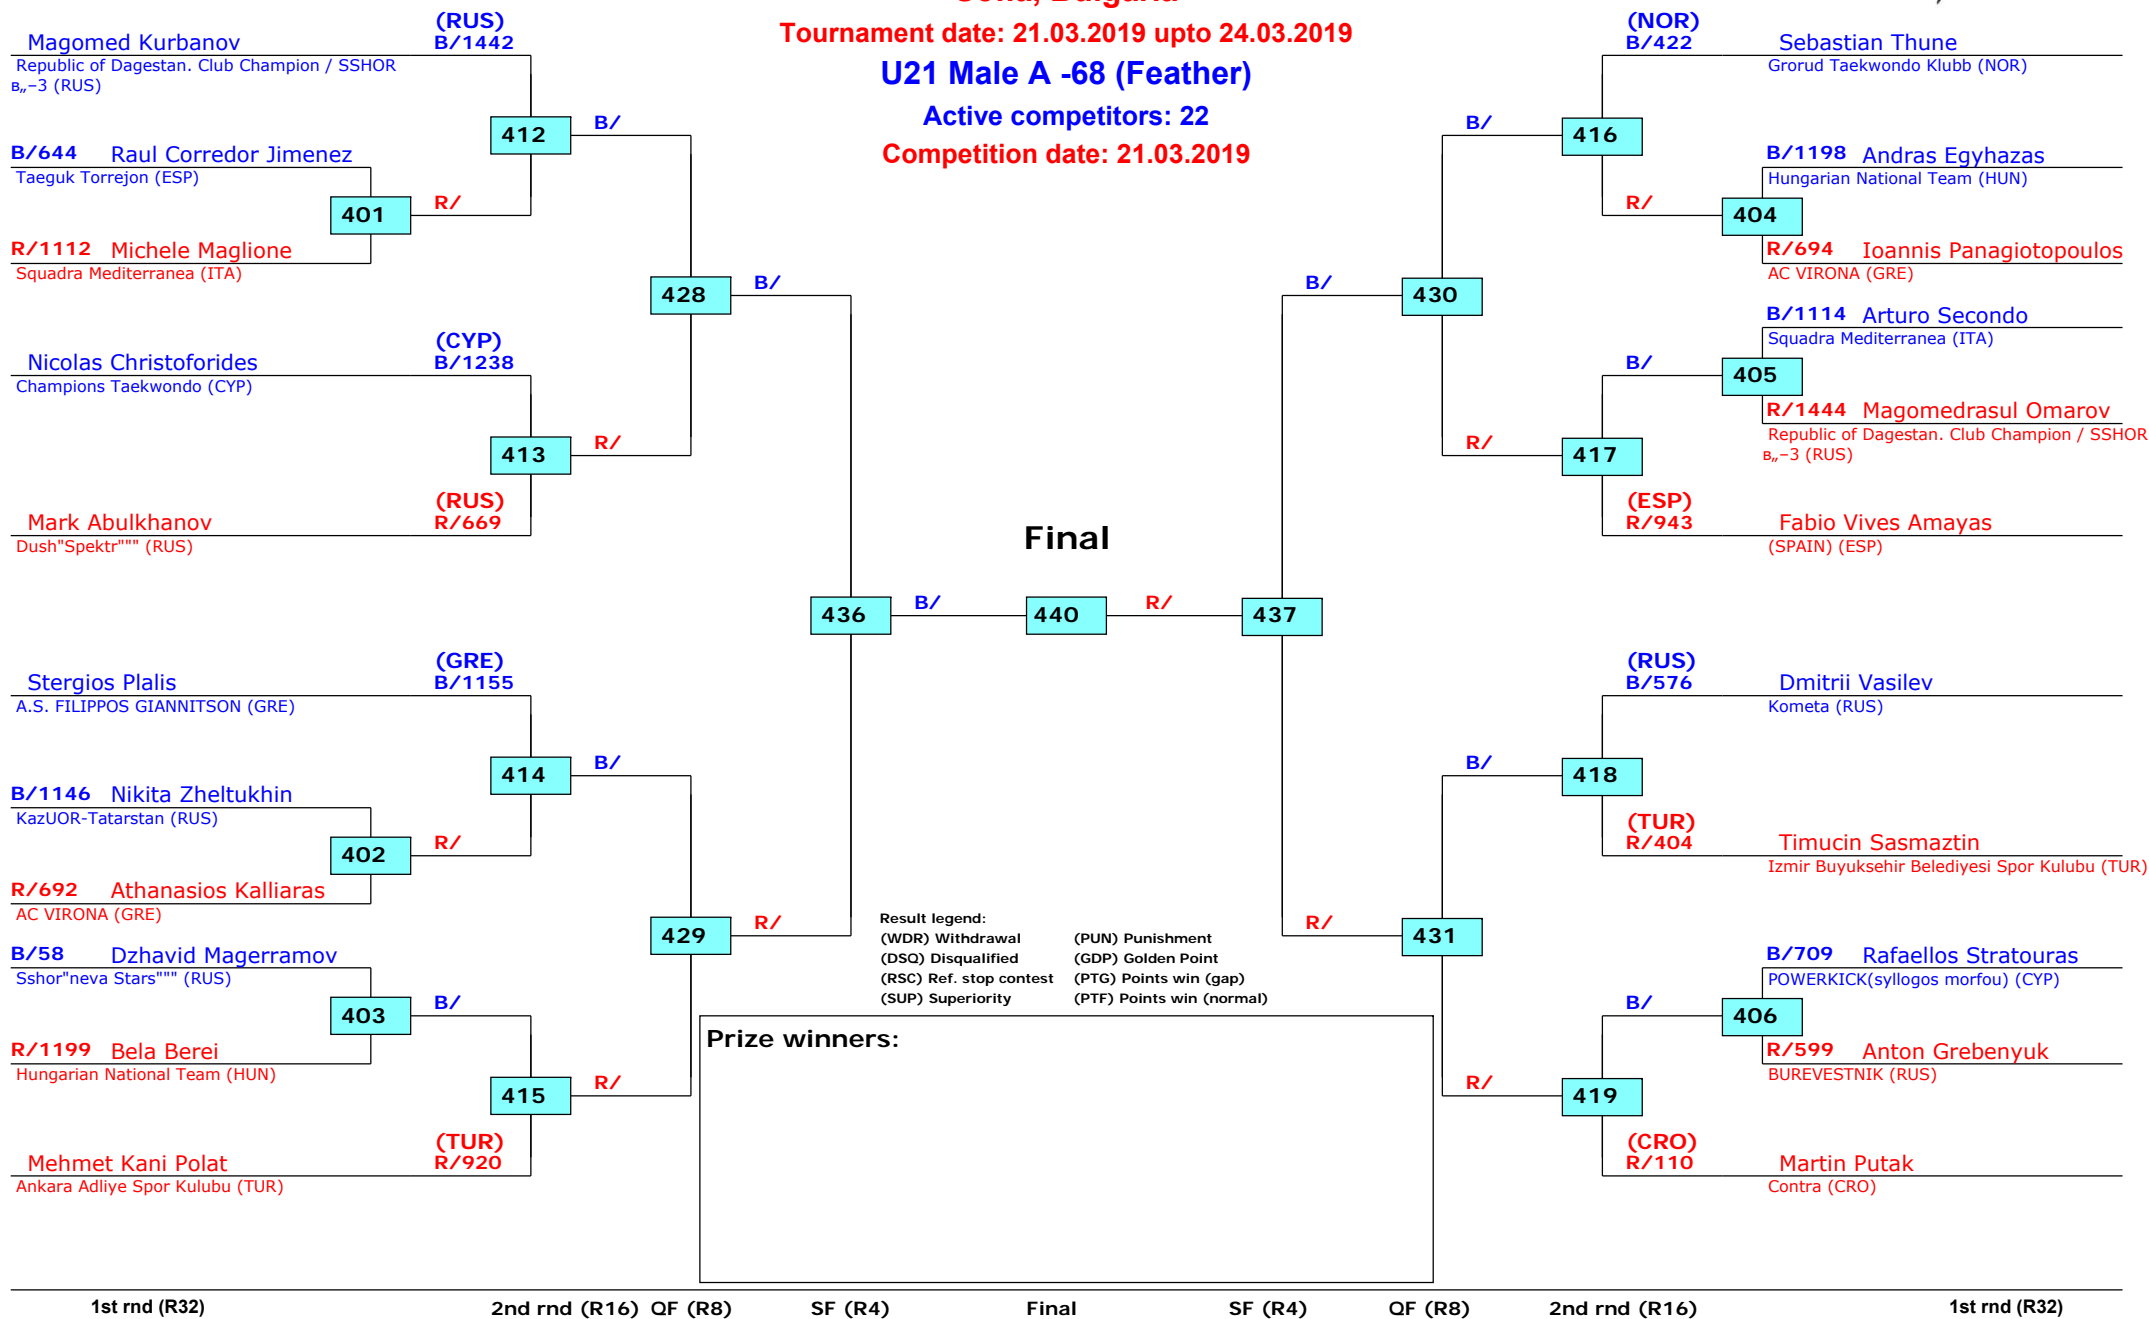 Sofia, Bulgaria
Tournament date: 21.03.2019 upto 24.03.2019
U21 Male A -68 (Feather)
Active competitors: 22
Competition date: 21.03.2019
(RUS)
Magomed Kurbanov B/1442
Republic of Dagestan. Club Champion / SSHOR
в„–3 (RUS)
412
B/
B/644 Raul Corredor Jimenez
Taeguk Torrejon (ESP)
401
R/
R/1112 Michele Maglione
Squadra Mediterranea (ITA)
428
B/
(CYP)
Nicolas Christoforides B/1238
Champions Taekwondo (CYP)
413
R/
(RUS)
Mark Abulkhanov R/669
Dush"Spektr""" (RUS)
436
B/
(GRE)
Stergios Plalis B/1155
A.S. FILIPPOS GIANNITSON (GRE)
414
B/
B/1146 Nikita Zheltukhin
KazUOR-Tatarstan (RUS)
402
R/
R/692 Athanasios Kalliaras
AC VIRONA (GRE)
429
R/
B/58 Dzhavid Magerramov
Sshor"neva Stars""" (RUS)
403
B/
R/1199 Bela Berei
Hungarian National Team (HUN)
415
R/
(TUR)
Mehmet Kani Polat R/920
Ankara Adliye Spor Kulubu (TUR)
Final
440
R/
437
(NOR)
B/422 Sebastian Thune
Grorud Taekwondo Klubb (NOR)
B/
416
B/1198 Andras Egyhazas
Hungarian National Team (HUN)
R/
404
R/694 Ioannis Panagiotopoulos
AC VIRONA (GRE)
B/
430
B/1114 Arturo Secondo
Squadra Mediterranea (ITA)
B/
405
R/1444 Magomedrasul Omarov
Republic of Dagestan. Club Champion / SSHOR
в„–3 (RUS)
R/
417
(ESP)
R/943 Fabio Vives Amayas
(SPAIN) (ESP)
(RUS)
B/576 Dmitrii Vasilev
Kometa (RUS)
B/
418
(TUR)
R/404 Timucin Sasmaztin
Izmir Buyuksehir Belediyesi Spor Kulubu (TUR)
R/
431
B/709 Rafaellos Stratouras
POWERKICK(syllogos morfou) (CYP)
B/
406
R/599 Anton Grebenyuk
BUREVESTNIK (RUS)
R/
419
(CRO)
R/110 Martin Putak
Contra (CRO)
Result legend:
(WDR) Withdrawal (PUN) Punishment
(DSQ) Disqualified (GDP) Golden Point
(RSC) Ref. stop contest (PTG) Points win (gap)
(SUP) Superiority (PTF) Points win (normal)
Prize winners:
1st rnd (R32) 2nd rnd (R16) QF (R8) SF (R4) Final SF (R4) QF (R8) 2nd rnd (R16) 1st rnd (R32)